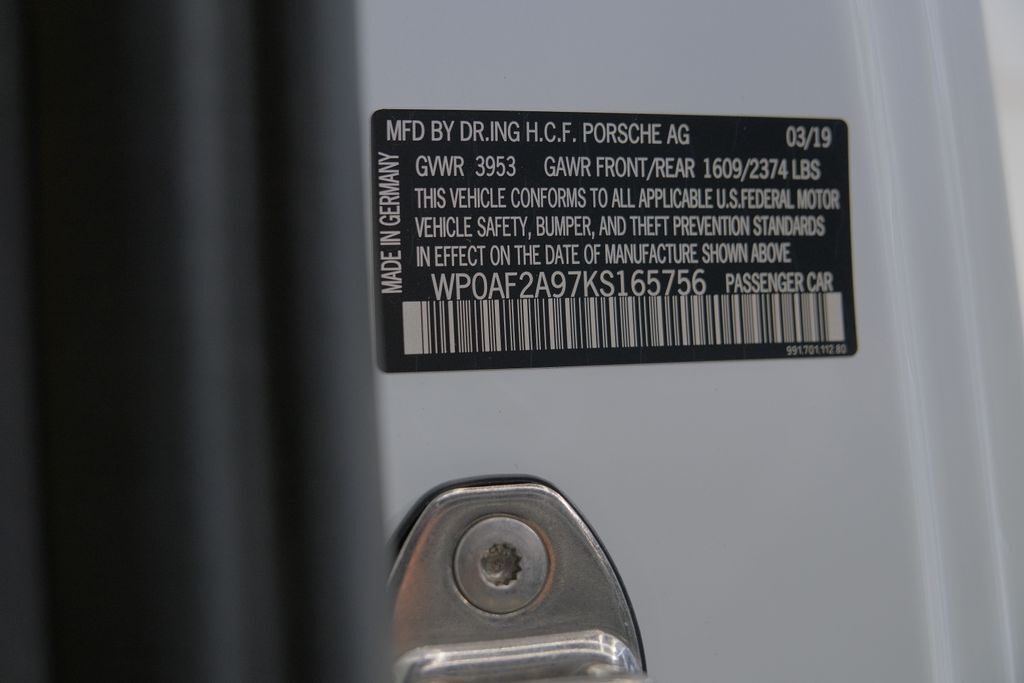 MFD BY DR.ING H.C.F. PORSCHE AG 03/19
GVWR 3953 GAWR FRONT/REAR 1609/2374 LBS
THIS VEHICLE CONFORMS TO ALL APPLICABLE U.S.FEDERAL MOTOR
VEHICLE SAFETY, BUMPER, AND THEFT PREVENTION STANDARDS
IN EFFECT ON THE DATE OF MANUFACTURE SHOWN ABOVE
WP0AF2A97KS165756 PASSENGER CAR
991.701.112.80
MADE IN GERMANY